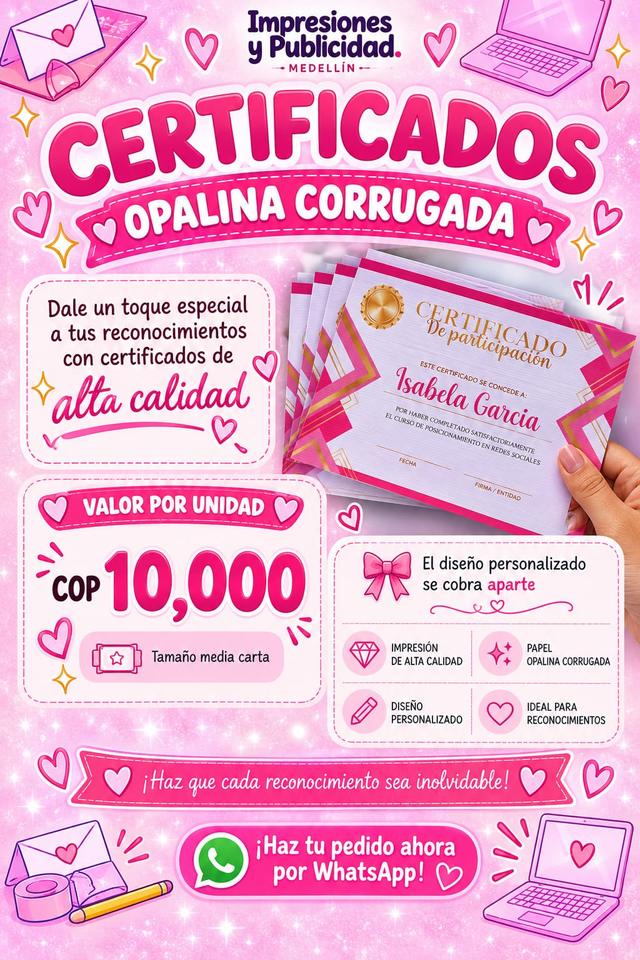 Impresiones
y Publicidad.
MEDELLÍN
CERTIFICADOS
OPALINA CORRUGADA
Dale un toque especial
a tus reconocimientos
con certificados de
alta calidad
CERTIFICADO
De participación
ESTE CERTIFICADO SE CONCEDE A:
Isabela Garcia
POR HABER COMPLETADO SATISFACTORIAMENTE
EL CURSO DE POSICIONAMIENTO EN REDES SOCIALES
FECHA
FIRMA / ENTIDAD
VALOR POR UNIDAD
COP 10,000
Tamaño media carta
El diseño personalizado
se cobra aparte
IMPRESIÓN
DE ALTA CALIDAD
PAPEL
OPALINA CORRUGADA
DISEÑO
PERSONALIZADO
IDEAL PARA
RECONOCIMIENTOS
¡Haz que cada reconocimiento sea inolvidable!
¡Haz tu pedido ahora
por WhatsApp!